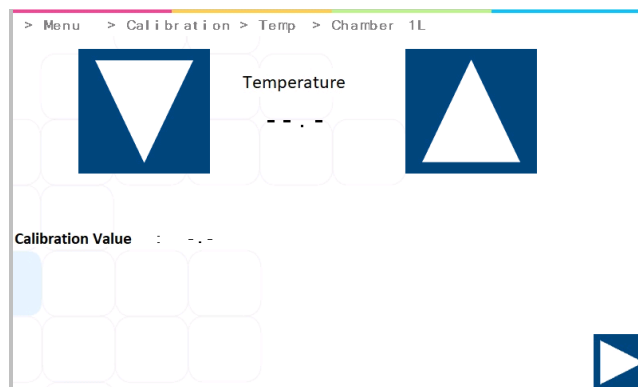 > Menu > Calibration > Temp > Chamber 1L
Temperature
--.-
Calibration Value : -.-